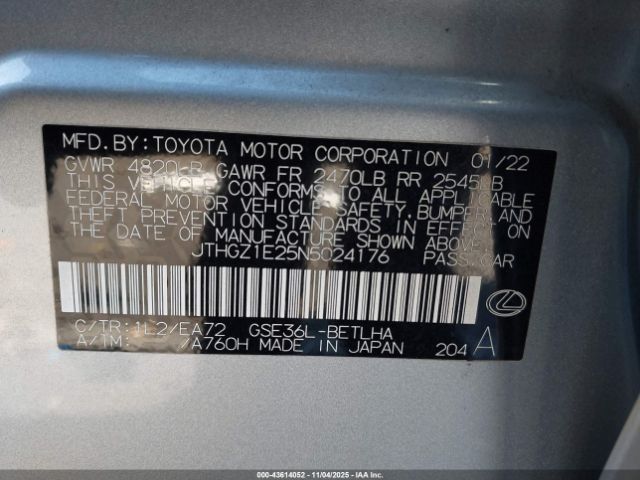 MFD. BY: TOYOTA MOTOR CORPORATION 01/22
GVWR 4820LB GAWR FR 2470LB RR 2545LB
THIS VEHICLE CONFORMS TO ALL APPLICABLE
FEDERAL MOTOR VEHICLE SAFETY, BUMPER, AND
THEFT PREVENTION STANDARDS IN EFFECT ON
THE DATE OF MANUFACTURE SHOWN ABOVE.
JTHGZ1E25N5024176 PASS. CAR
C/TR: 1L2/EA72 GSE36L-BETLHA
A/TM: /A760H MADE IN JAPAN 204 A
000-43614052 - 11/04/2025 - IAAI.com